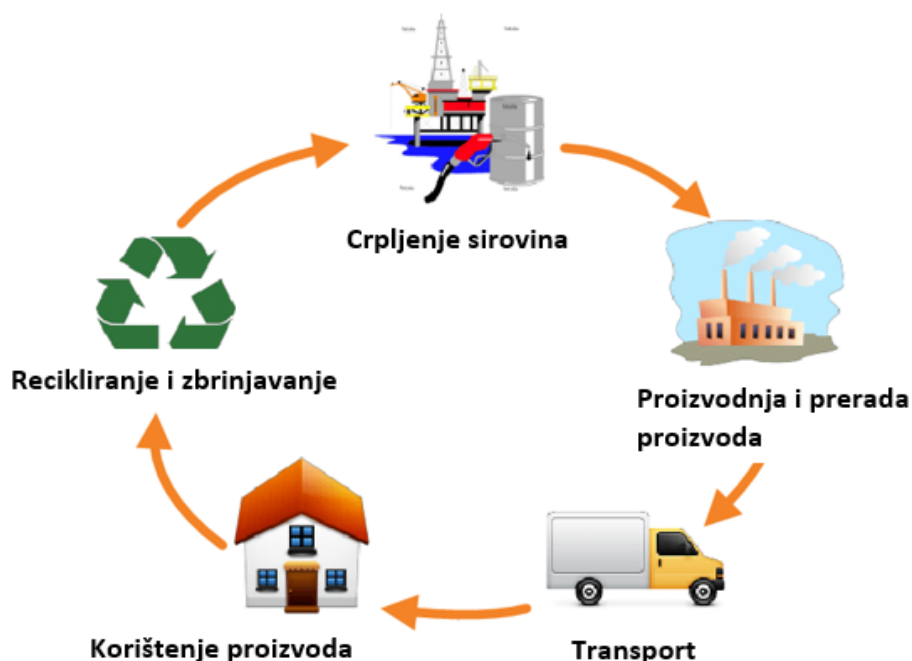 Crpljenje sirovina
Proizvodnja i prerada
proizvoda
Transport
Korištenje proizvoda
Recikliranje i zbrinjavanje